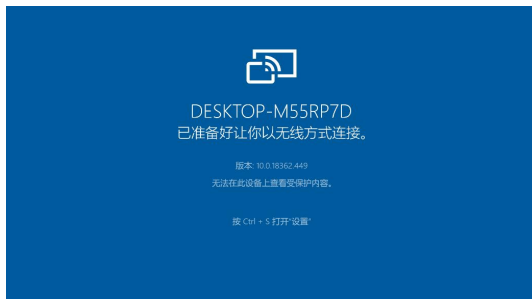 DESKTOP-M55RP7D
已准备好让你以无线方式连接。
版本: 10.0.18362.449
无法在此设备上查看受保护内容。
按 Ctrl + S 打开"设置"